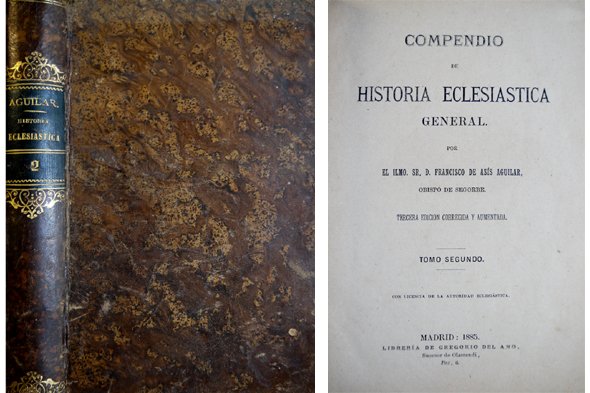 AGUILAR.
HISTORIA
ECLESIASTICA
2
COMPENDIO
DE
HISTORIA ECLESIASTICA
GENERAL.
POR
EL ILMO. SR. D. FRANCISCO DE ASÍS AGUILAR,
OBISPO DE SEGORBE.
TERCERA EDICION CORREGIDA Y AUMENTADA.
TOMO SEGUNDO.
CON LICENCIA DE LA AUTORIDAD ECLESIÁSTICA.
MADRID: 1885.
LIBRERÍA DE GREGORIO DEL AMO,
Sucesor de Olamendi,
Paz, 6.